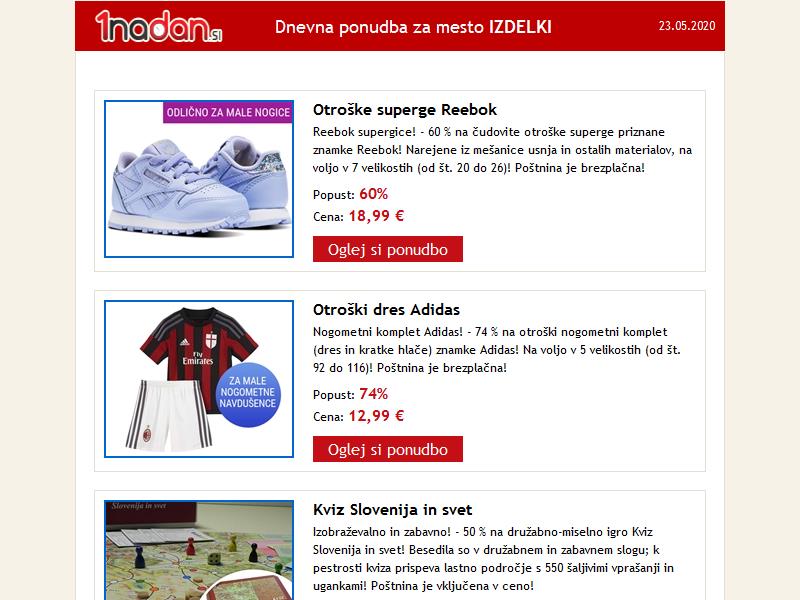 1nadan.si
Dnevna ponudba za mesto IZDELKI
23.05.2020
ODLIČNO ZA MALE NOGICE
Otroške superge Reebok
Reebok supergice! - 60 % na čudovite otroške superge priznane
znamke Reebok! Narejene iz mešanice usnja in ostalih materialov, na
voljo v 7 velikostih (od št. 20 do 26)! Poštnina je brezplačna!
Popust: 60%
Cena: 18,99 €
Oglej si ponudbo
Fly
Emirates
ZA MALE
NOGOMETNE
NAVDUŠENCE
Otroški dres Adidas
Nogometni komplet Adidas! - 74 % na otroški nogometni komplet
(dres in kratke hlače) znamke Adidas! Na voljo v 5 velikostih (od št.
92 do 116)! Poštnina je brezplačna!
Popust: 74%
Cena: 12,99 €
Oglej si ponudbo
Slovenija in svet
Kviz Slovenija in svet
Izobraževalno in zabavno! - 50 % na družabno-miselno igro Kviz
Slovenija in svet! Besedila so v družabnem in zabavnem slogu; k
pestrosti kviza prispeva lastno področje s 550 šaljivimi vprašanji in
ugankami! Poštnina je vključena v ceno!